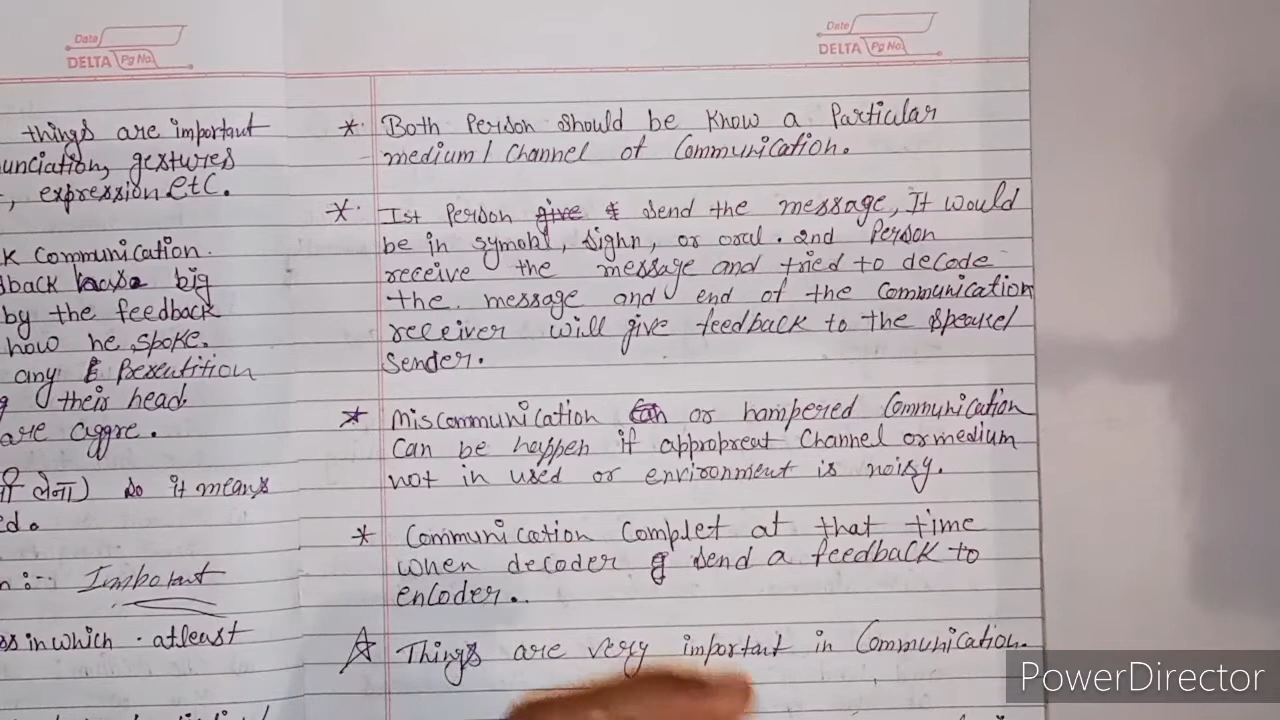 Date
DELTA Pg No.
things are important
unciation, gestures
, expression etc.
k Communication.
dback big
by the feedback
how he spoke.
any
their head.
are aggre.
लेना) so it means
ed.
n :- Important
ss in which . atleast
Date
DELTA Pg No.
* Both Person should be know a Particular
medium / Channel of Communication.
* Ist Person give send the message, It would
be in symobl, sighn, or oral. 2nd Person
receive the message and tried to decode
the message and end of the communication
receiver will give feedback to the
Sender.
* Miscommunication can or hampered Communication
Can be happen if appropreat Channel or medium
not in used or environment is noisy.
* Communication Complet at that time
when decoder send a feedback to
encoder..
Things are very important in Communication.
PowerDirector